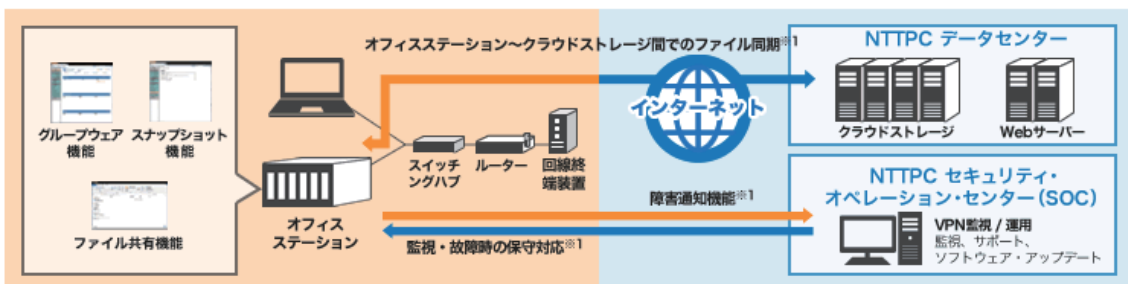 オフィスステーション〜クラウドストレージ間でのファイル同期※1
グループウェア
機能
スナップショット
機能
ファイル共有機能
オフィス
ステーション
スイッチ
ングハブ
ルーター
回線終
端装置
インターネット
障害通知機能※1
監視・故障時の保守対応※1
NTTPC データセンター
クラウドストレージ
Webサーバー
NTTPC セキュリティ・
オペレーション・センター(SOC)
VPN監視 / 運用
監視、サポート、
ソフトウェア・アップデート